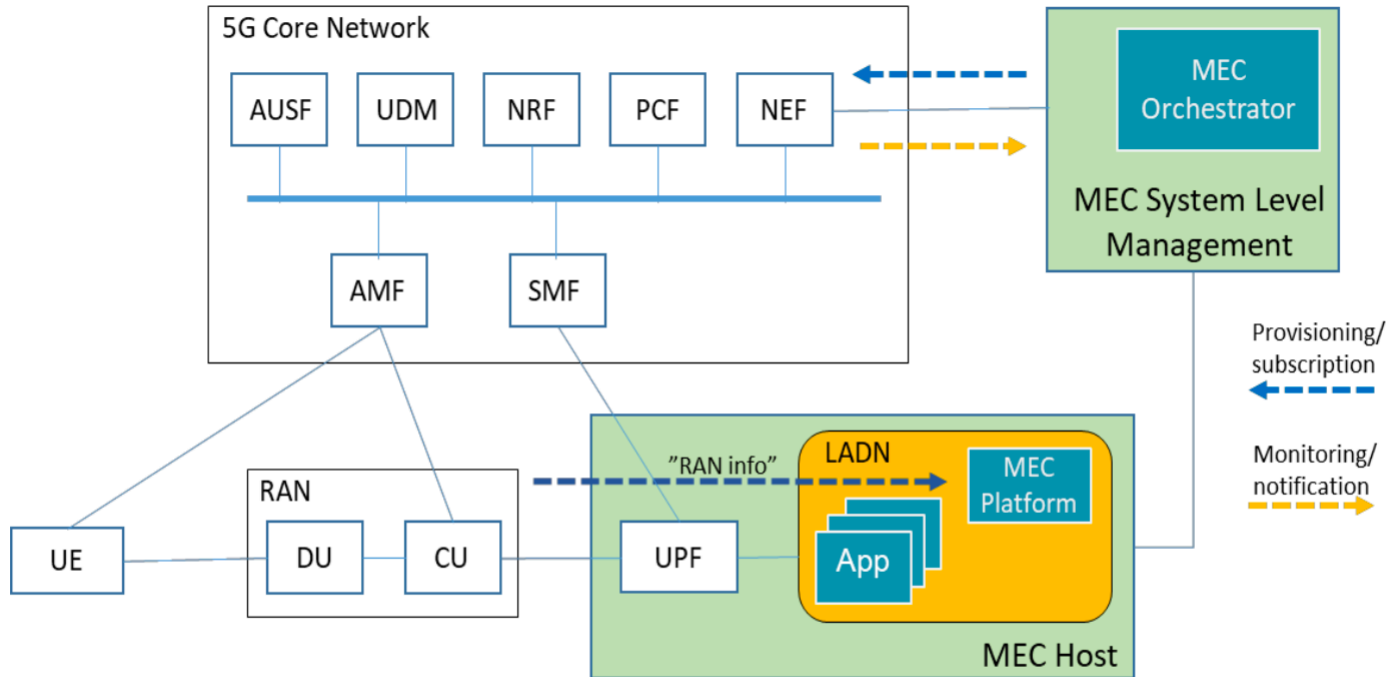 5G Core Network
AUSF
UDM
NRF
PCF
NEF
MEC
Orchestrator
MEC System Level
Management
AMF
SMF
Provisioning/
subscription
Monitoring/
notification
RAN
DU
CU
UE
"RAN info"
LADN
MEC
Platform
UPF
App
MEC Host